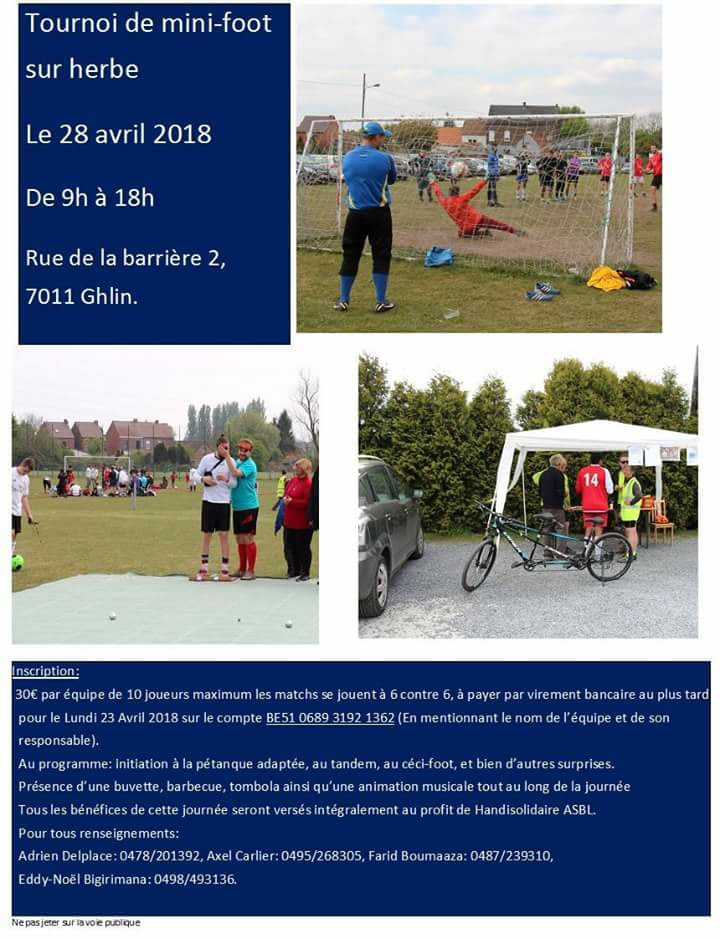 Tournoi de mini-foot
sur herbe
Le 28 avril 2018
De 9h à 18h
Rue de la barrière 2,
7011 Ghlin.
14
Inscription:
30€ par équipe de 10 joueurs maximum les matchs se jouent à 6 contre 6, à payer par virement bancaire au plus tard
pour le Lundi 23 Avril 2018 sur le compte BE51 0689 3192 1362 (En mentionnant le nom de l'équipe et de son
responsable).
Au programme: initiation à la pétanque adaptée, au tandem, au céci-foot, et bien d'autres surprises.
Présence d'une buvette, barbecue, tombola ainsi qu'une animation musicale tout au long de la journée
Tous les bénéfices de cette journée seront versés intégralement au profit de Handisolidaire ASBL.
Pour tous renseignements:
Adrien Delplace: 0478/201392, Axel Carlier: 0495/268305, Farid Boumaaza: 0487/239310,
Eddy-Noël Bigirimana: 0498/493136.
Ne pas jeter sur la voie publique